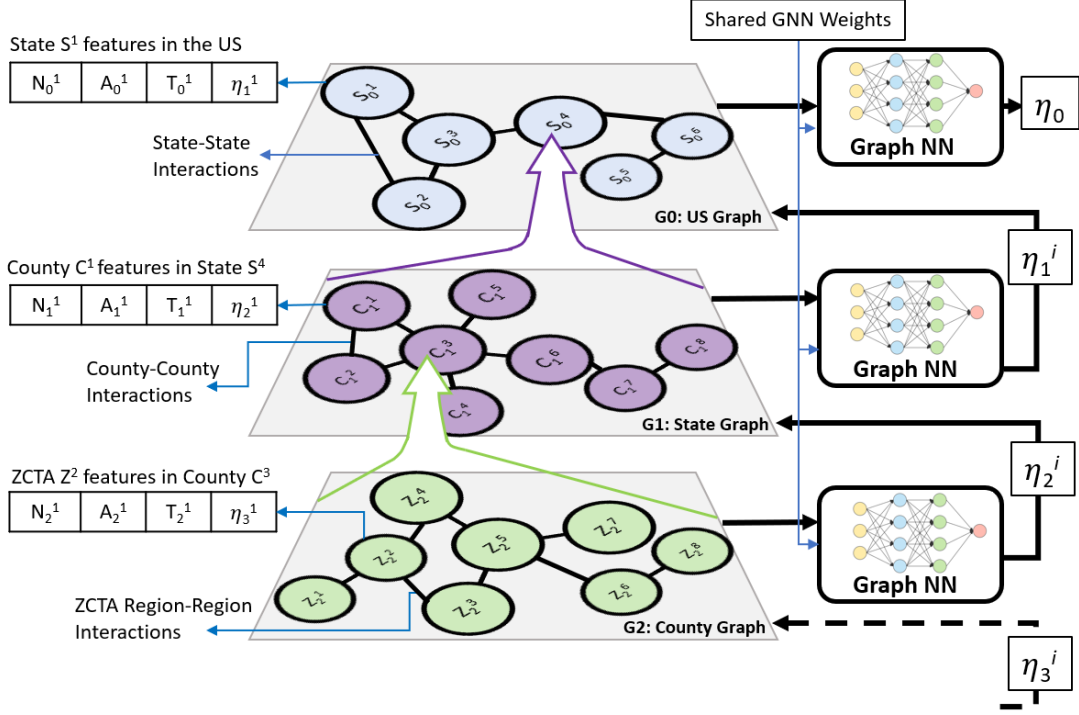 Shared GNN Weights
State S¹ features in the US
N₀¹ A₀¹ T₀¹ η₁¹
S₀¹
S₀³
S₀⁴
S₀⁶
S₀⁵
S₀²
State-State
Interactions
G0: US Graph
Graph NN
η₀
η₁ⁱ
County C¹ features in State S⁴
N₁¹ A₁¹ T₁¹ η₂¹
C₁¹
C₁⁵
C₁³
C₁⁶
C₁⁸
C₁²
C₁⁷
C₁⁴
County-County
Interactions
G1: State Graph
Graph NN
η₂ⁱ
ZCTA Z² features in County C³
N₂¹ A₂¹ T₂¹ η₃¹
Z₂⁴
Z₂⁷
Z₂⁵
Z₂⁸
Z₂²
Z₂¹
Z₂³
Z₂⁶
ZCTA Region-Region
Interactions
G2: County Graph
Graph NN
η₃ⁱ